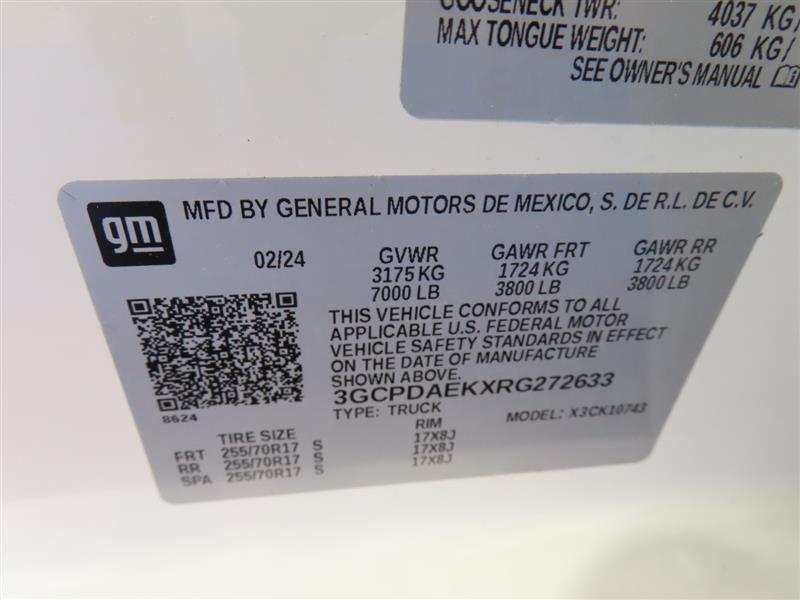 GOOSENECK TWR: 4037 KG/
MAX TONGUE WEIGHT: 606 KG/
SEE OWNER'S MANUAL
gm
MFD BY GENERAL MOTORS DE MEXICO, S. DE R.L. DE C.V.
02/24 GVWR GAWR FRT GAWR RR
3175 KG 1724 KG 1724 KG
7000 LB 3800 LB 3800 LB
THIS VEHICLE CONFORMS TO ALL
APPLICABLE U.S. FEDERAL MOTOR
VEHICLE SAFETY STANDARDS IN EFFECT
ON THE DATE OF MANUFACTURE
SHOWN ABOVE.
3GCPDAEKXRG272633
8624
TYPE: TRUCK MODEL: X3CK10743
TIRE SIZE RIM
FRT 255/70R17 S 17X8J
RR 255/70R17 S 17X8J
SPA 255/70R17 S 17X8J